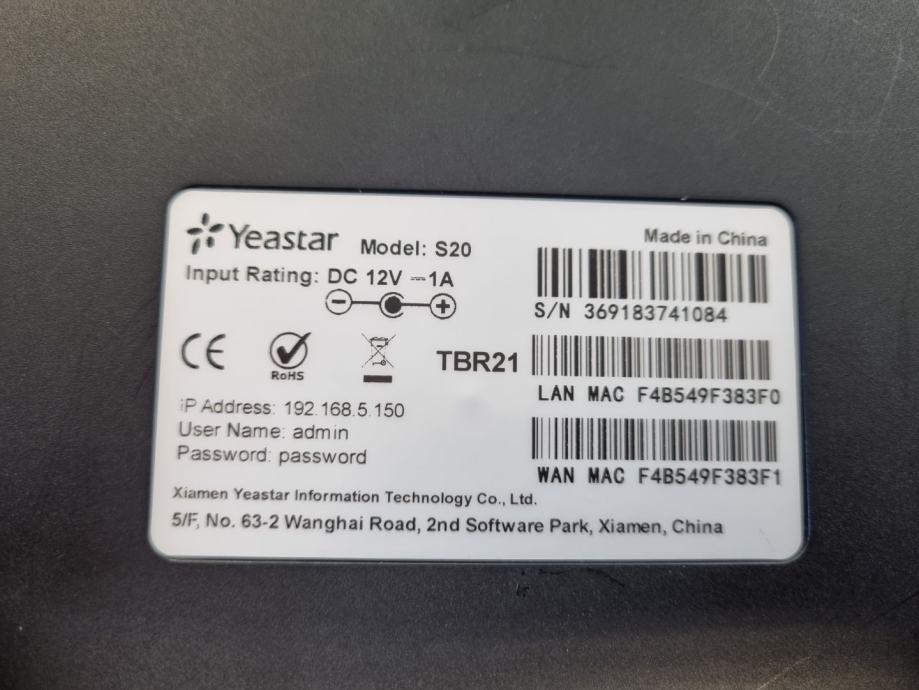 Yeastar Model: S20
Input Rating: DC 12V ⎓ 1A
CE
RoHS
TBR21
IP Address: 192.168.5.150
User Name: admin
Password: password
Made in China
S/N 369183741084
LAN MAC F4B549F383F0
WAN MAC F4B549F383F1
Xiamen Yeastar Information Technology Co., Ltd.
5/F, No. 63-2 Wanghai Road, 2nd Software Park, Xiamen, China